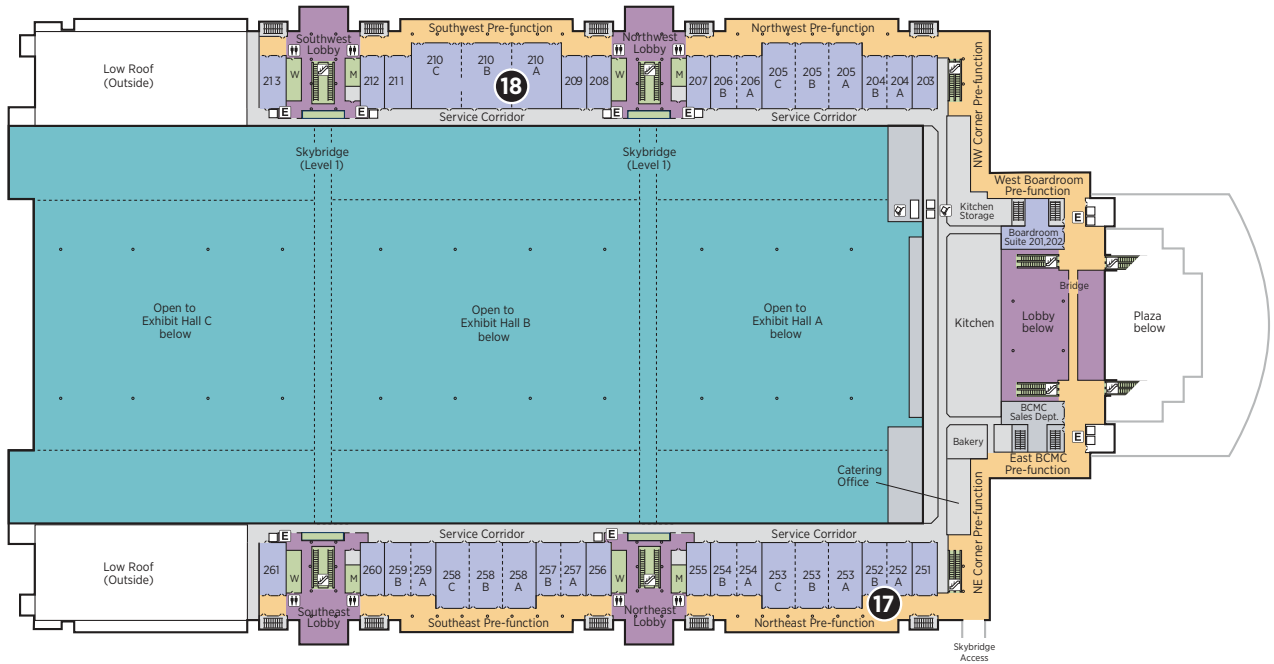 Southwest
Lobby
Southwest Pre-function
Northwest
Lobby
Northwest Pre-function
Low Roof
(Outside)
213
W
M
212
211
210
C
210
B
210
A
18
209
208
W
M
207
206
B
206
A
205
C
205
B
205
A
204
B
204
A
203
NW Corner Pre-function
E
E
Service Corridor
E
E
Service Corridor
Skybridge
(Level 1)
Skybridge
(Level 1)
West Boardroom
Pre-function
Kitchen
Storage
E
Boardroom
Suite 201,202
Bridge
Open to
Exhibit Hall C
below
Open to
Exhibit Hall B
below
Open to
Exhibit Hall A
below
Kitchen
Lobby
below
Plaza
below
BCMC
Sales Dept.
Bakery
E
East BCMC
Pre-function
Catering
Office
NE Corner Pre-function
E
Service Corridor
E
Service Corridor
Low Roof
(Outside)
261
W
M
260
259
B
259
A
258
C
258
B
258
A
257
B
257
A
256
W
M
255
254
B
254
A
253
C
253
B
253
A
252
B
252
A
251
17
Southeast
Lobby
Southeast Pre-function
Northeast
Lobby
Northeast Pre-function
Skybridge
Access